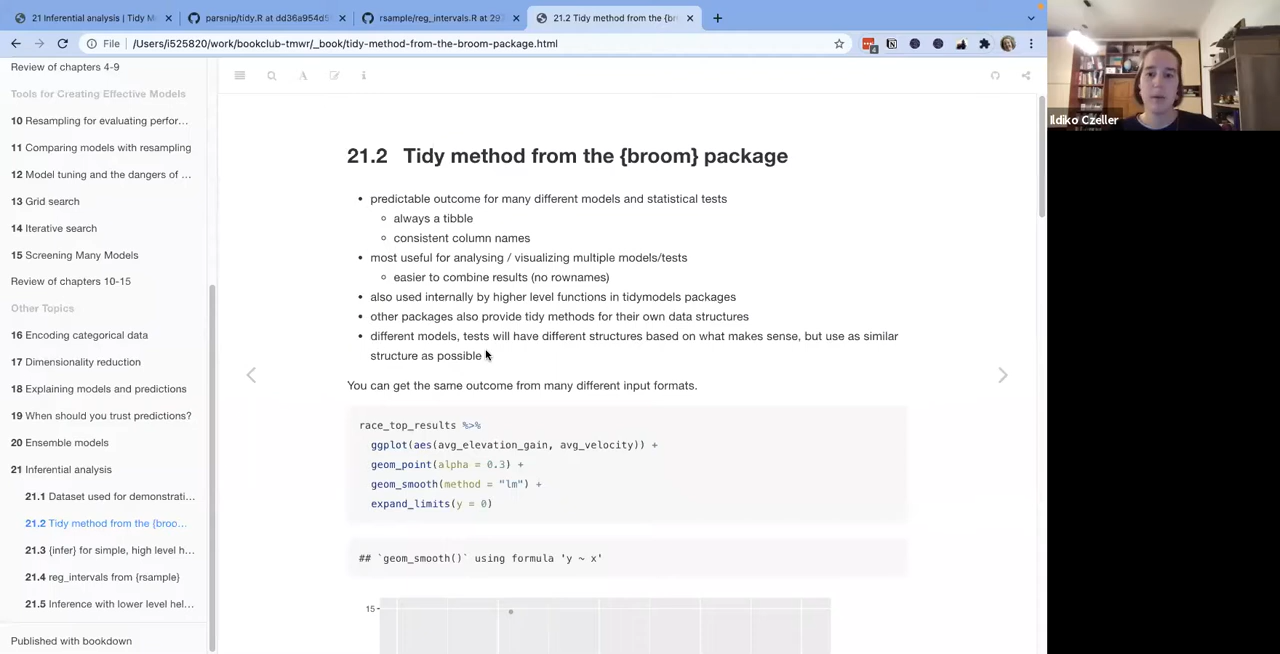 21 Inferential analysis | Tidy M
parsnip/tidy.R at dd36a954d5
rsample/reg_intervals.R at 29
21.2 Tidy method from the {br
File
/Users/i525820/work/bookclub-tmwr/_book/tidy-method-from-the-broom-package.html
Review of chapters 4-9
Tools for Creating Effective Models
10 Resampling for evaluating perfor...
11 Comparing models with resampling
12 Model tuning and the dangers of ...
13 Grid search
14 Iterative search
15 Screening Many Models
Review of chapters 10-15
Other Topics
16 Encoding categorical data
17 Dimensionality reduction
18 Explaining models and predictions
19 When should you trust predictions?
20 Ensemble models
21 Inferential analysis
21.1 Dataset used for demonstrati...
21.2 Tidy method from the {broo...
21.3 {infer} for simple, high level h...
21.4 reg_intervals from {rsample}
21.5 Inference with lower level hel...
Published with bookdown
21.2 Tidy method from the {broom} package
• predictable outcome for many different models and statistical tests
◦ always a tibble
◦ consistent column names
• most useful for analysing / visualizing multiple models/tests
◦ easier to combine results (no rownames)
• also used internally by higher level functions in tidymodels packages
• other packages also provide tidy methods for their own data structures
• different models, tests will have different structures based on what makes sense, but use as similar
structure as possible
You can get the same outcome from many different input formats.
race_top_results %>%
ggplot(aes(avg_elevation_gain, avg_velocity)) +
geom_point(alpha = 0.3) +
geom_smooth(method = "lm") +
expand_limits(y = 0)
## `geom_smooth()` using formula 'y ~ x'
15
Ildiko Czeller